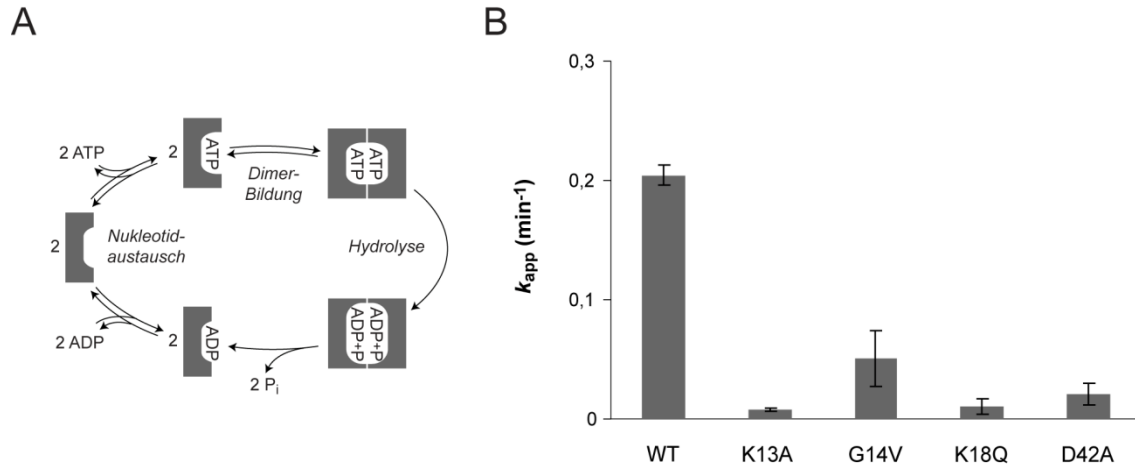 A
2 ATP
2
ATP
Dimer-
Bildung
ATP
ATP
2
Nukleotid-
austausch
Hydrolyse
2 ADP
2
ADP
2 Pi
ADP+P
ADP+P
B
kapp (min-1)
0,3
0,2
0,1
0
WT K13A G14V K18Q D42A